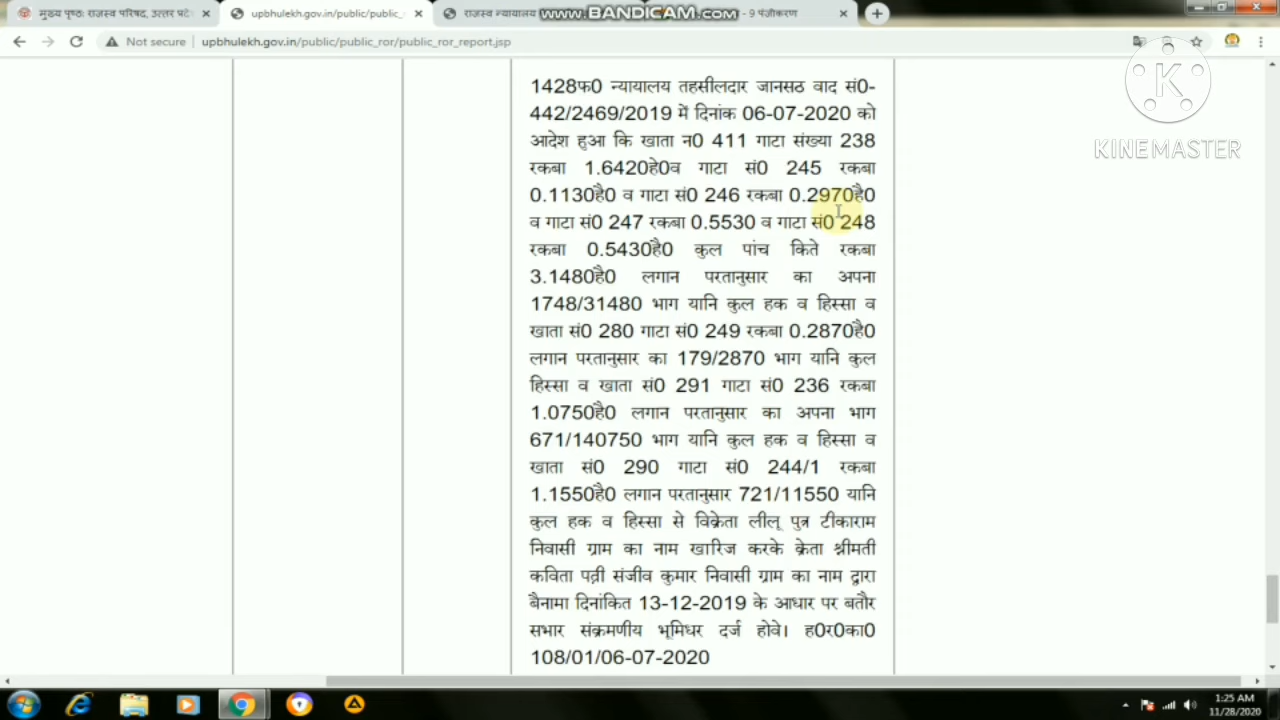 मुख्य पृष्ठ: राजस्व परिषद, उत्तर प्रदे
upbhulekh.gov.in/public/public_
राजस्व न्यायालय
www.BANDICAM.com
- 9 पंजीकरण
Not secure
upbhulekh.gov.in/public/public_ror/public_ror_report.jsp
K
KINEMASTER
1428फ0 न्यायालय तहसीलदार जानसठ वाद सं0-
442/2469/2019 में दिनांक 06-07-2020 को
आदेश हुआ कि खाता न0 411 गाटा संख्या 238
रकबा 1.6420हे0व गाटा सं0 245 रकबा
0.1130है0 व गाटा सं0 246 रकबा 0.2970है0
व गाटा सं0 247 रकबा 0.5530 व गाटा सं0 248
रकबा 0.5430है0 कुल पांच किते रकबा
3.1480है0 लगान परतानुसार का अपना
1748/31480 भाग यानि कुल हक व हिस्सा व
खाता सं0 280 गाटा सं0 249 रकबा 0.2870है0
लगान परतानुसार का 179/2870 भाग यानि कुल
हिस्सा व खाता सं0 291 गाटा सं0 236 रकबा
1.0750है0 लगान परतानुसार का अपना भाग
671/140750 भाग यानि कुल हक व हिस्सा व
खाता सं0 290 गाटा सं0 244/1 रकबा
1.1550है0 लगान परतानुसार 721/11550 यानि
कुल हक व हिस्सा से विक्रेता लीलू पुत्र टीकाराम
निवासी ग्राम का नाम खारिज करके क्रेता श्रीमती
कविता पत्नी संजीव कुमार निवासी ग्राम का नाम द्वारा
बैनामा दिनांकित 13-12-2019 के आधार पर बतौर
सभार संक्रमणीय भूमिधर दर्ज होवे। ह0र0का0
108/01/06-07-2020
1:25 AM
11/28/2020